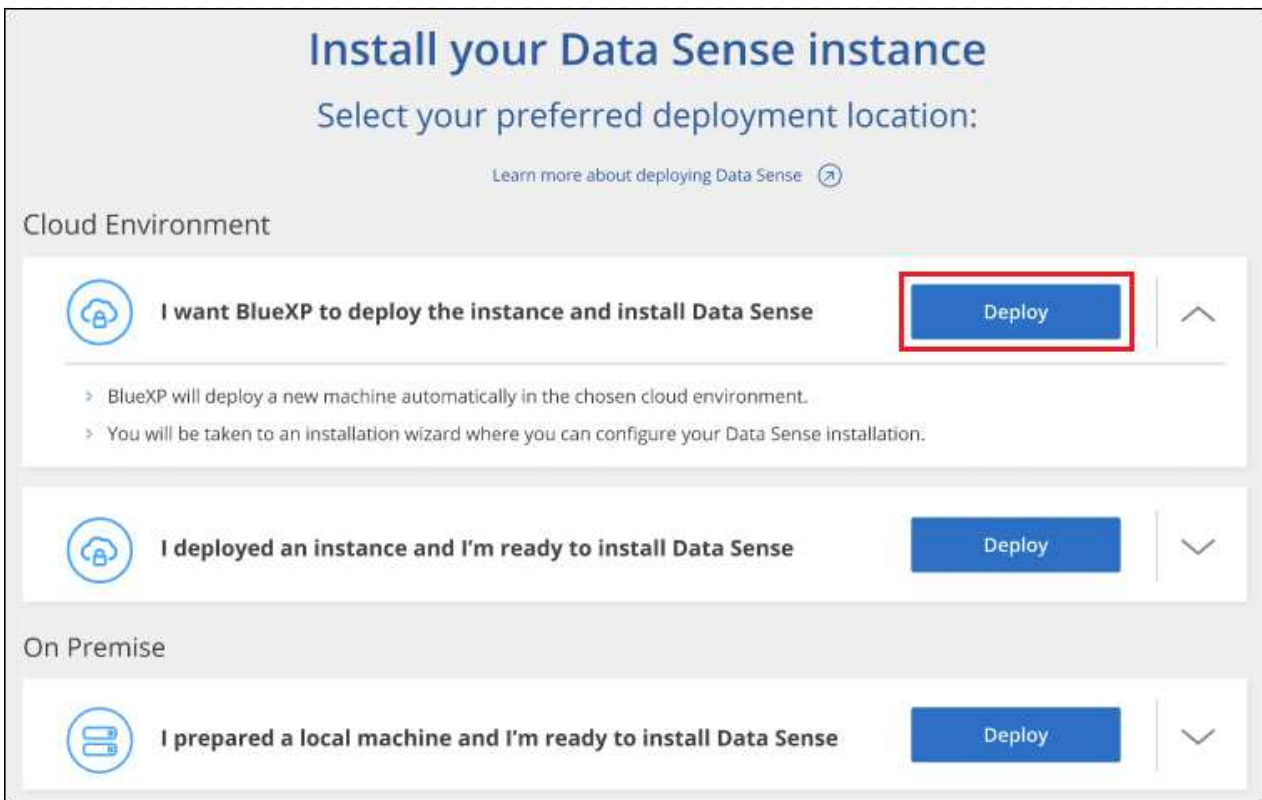 Install your Data Sense instance
Select your preferred deployment location:
Learn more about deploying Data Sense
Cloud Environment
I want BlueXP to deploy the instance and install Data Sense
Deploy
BlueXP will deploy a new machine automatically in the chosen cloud environment.
You will be taken to an installation wizard where you can configure your Data Sense installation.
I deployed an instance and I'm ready to install Data Sense
Deploy
On Premise
I prepared a local machine and I'm ready to install Data Sense
Deploy